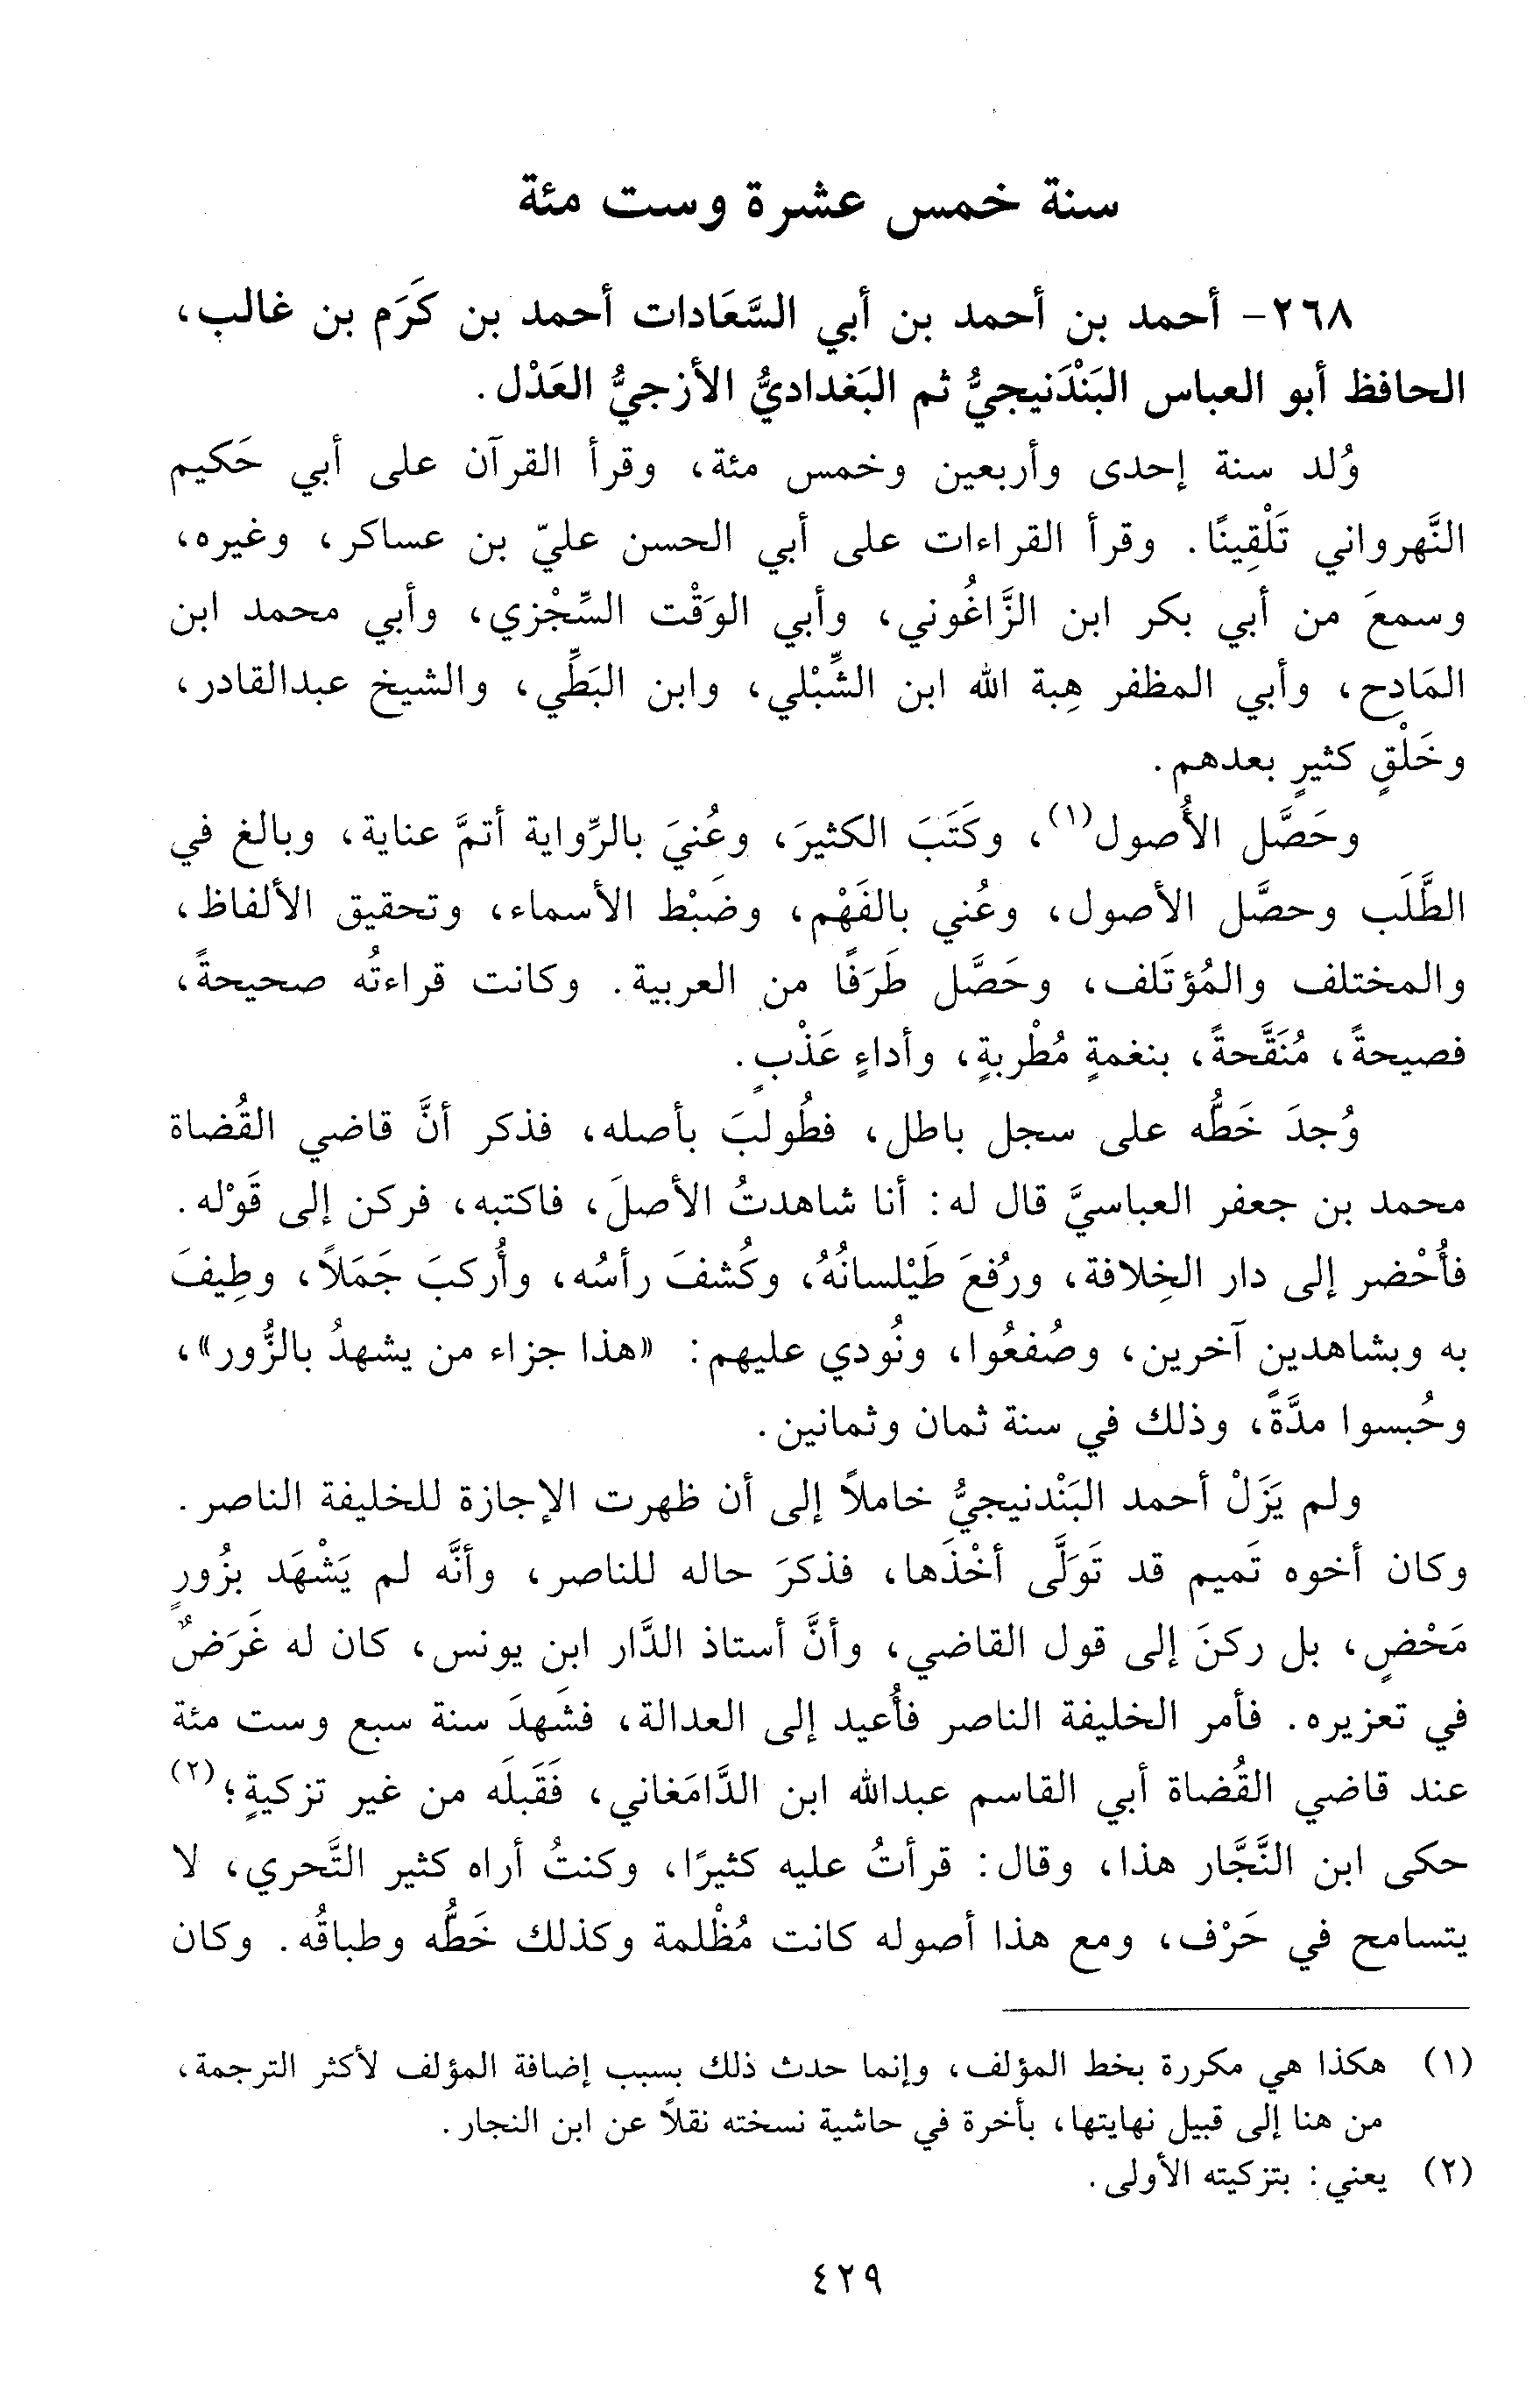 سنة خمس عشرة وست مئة
٢٦٨- أحمد بن أحمد بن أبي السَّعَادات أحمد بن كَرَم بن غالب،
الحافظ أبو العباس البَنْدَنيجيُّ ثم البَغداديُّ الأزجيُّ العَدْل.
وُلد سنة إحدى وأربعين وخمس مئة، وقرأ القرآن على أبي حَكيم
النَّهرواني تَلْقِينًا. وقرأ القراءات على أبي الحسن عليّ بن عساكر، وغيره،
وسمعَ من أبي بكر ابن الزَّاغُوني، وأبي الوَقْت السِّجْزي، وأبي محمد ابن
المَادِح، وأبي المظفر هِبة الله ابن الشِّبْلي، وابن البَطِّي، والشيخ عبدالقادر،
وخَلْقٍ كثيرٍ بعدهم.
وحَصَّل الأُصول(١)، وكَتَبَ الكثيرَ، وعُنيَ بالرِّواية أتمَّ عناية، وبالغ في
الطَّلَب وحصَّل الأصول، وعُني بالفَهْم، وضَبْط الأسماء، وتحقيق الألفاظ،
والمختلف والمُؤتَلف، وحَصَّل طَرَفًا من العربية. وكانت قراءتُه صحيحةً،
فصيحةً، مُنَقَّحةً، بنغمةٍ مُطْربةٍ، وأداءٍ عَذْبٍ.
وُجدَ خَطُّه على سجل باطل، فطُولبَ بأصله، فذكر أنَّ قاضي القُضاة
محمد بن جعفر العباسيَّ قال له: أنا شاهدتُ الأصلَ، فاكتبه، فركن إلى قَوْله.
فأُحْضر إلى دار الخِلافة، ورُفعَ طَيْلسانُهُ، وكُشفَ رأسُه، وأُركبَ جَمَلاً، وطِيفَ
به وبشاهدين آخرين، وصُفعُوا، ونُودي عليهم: «هذا جزاء من يشهدُ بالزُّور»،
وحُبسوا مدَّةً، وذلك في سنة ثمان وثمانين.
ولم يَزَلْ أحمد البَنْدنيجيُّ خاملاً إلى أن ظهرت الإجازة للخليفة الناصر.
وكان أخوه تَميم قد تَوَلَّى أخْذَها، فذكرَ حاله للناصر، وأنَّه لم يَشْهَد بزُورٍ
مَحْضٍ، بل ركنَ إلى قول القاضي، وأنَّ أستاذ الدَّار ابن يونس، كان له غَرَضٌ
في تعزيره. فأمر الخليفة الناصر فأُعيد إلى العدالة، فشَهدَ سنة سبع وست مئة
عند قاضي القُضاة أبي القاسم عبدالله ابن الدَّامَغاني، فَقَبلَه من غير تزكيةٍ؛(٢)
حكى ابن النَّجَّار هذا، وقال: قرأتُ عليه كثيرًا، وكنتُ أراه كثير التَّحري، لا
يتسامح في حَرْف، ومع هذا أصوله كانت مُظْلمة وكذلك خَطُّه وطباقُه. وكان
(١) هكذا هي مكررة بخط المؤلف، وإنما حدث ذلك بسبب إضافة المؤلف لأكثر الترجمة،
من هنا إلى قبيل نهايتها، بأخرة في حاشية نسخته نقلاً عن ابن النجار.
(٢) يعني: بتزكيته الأولى.
٤٢٩